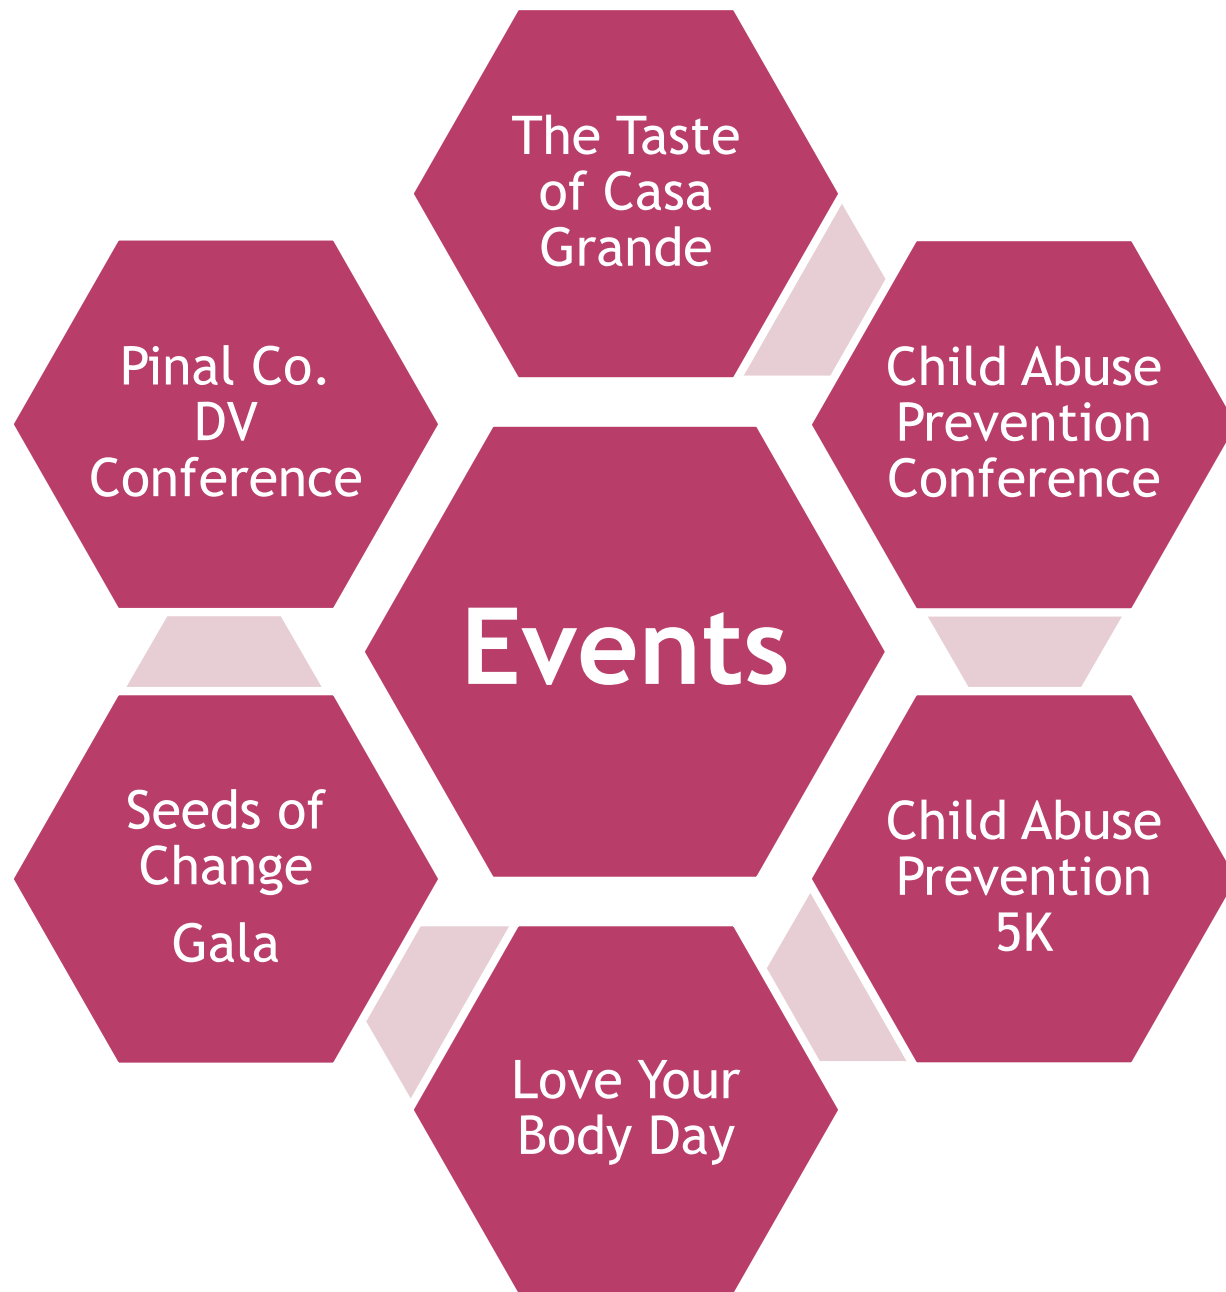 The Taste
of Casa
Grande
Child Abuse
Prevention
Conference
Child Abuse
Prevention
5K
Love Your
Body Day
Seeds of
Change
Gala
Pinal Co.
DV
Conference
Events